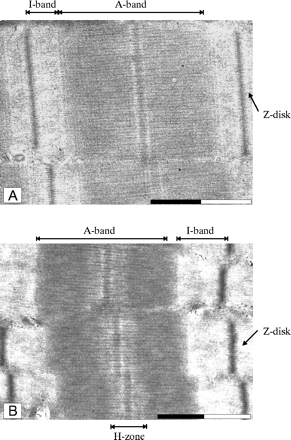 I-band A-band
Z-disk
A
A-band I-band
Z-disk
B
H-zone